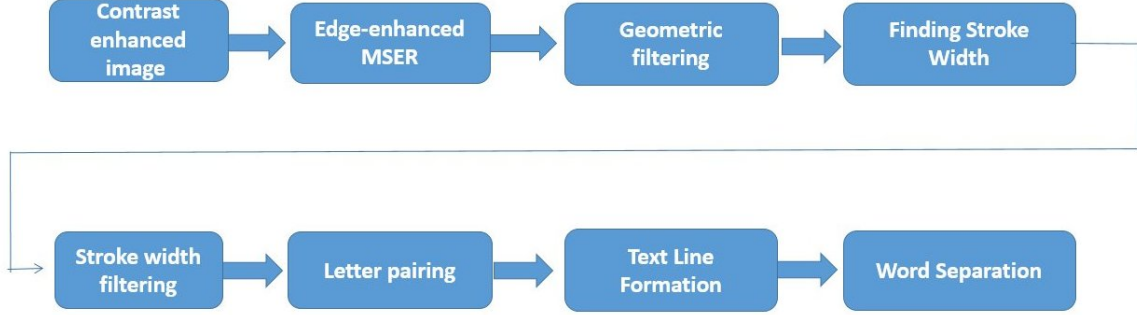 Contrast
enhanced
image
Edge-enhanced
MSER
Geometric
filtering
Finding Stroke
Width
Stroke width
filtering
Letter pairing
Text Line
Formation
Word Separation